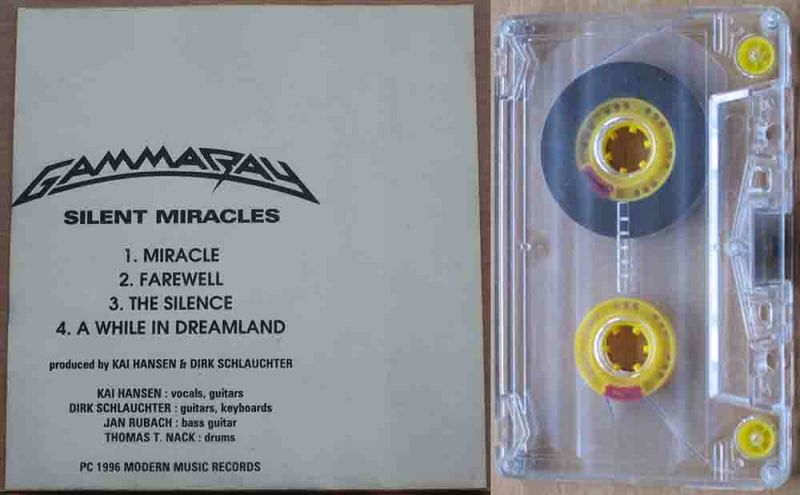 GAMMARAY
SILENT MIRACLES
1. MIRACLE
2. FAREWELL
3. THE SILENCE
4. A WHILE IN DREAMLAND
produced by KAI HANSEN & DIRK SCHLAUCHTER
KAI HANSEN : vocals, guitars
DIRK SCHLAUCHTER : guitars, keyboards
JAN RUBACH : bass guitar
THOMAS T. NACK : drums
PC 1996 MODERN MUSIC RECORDS